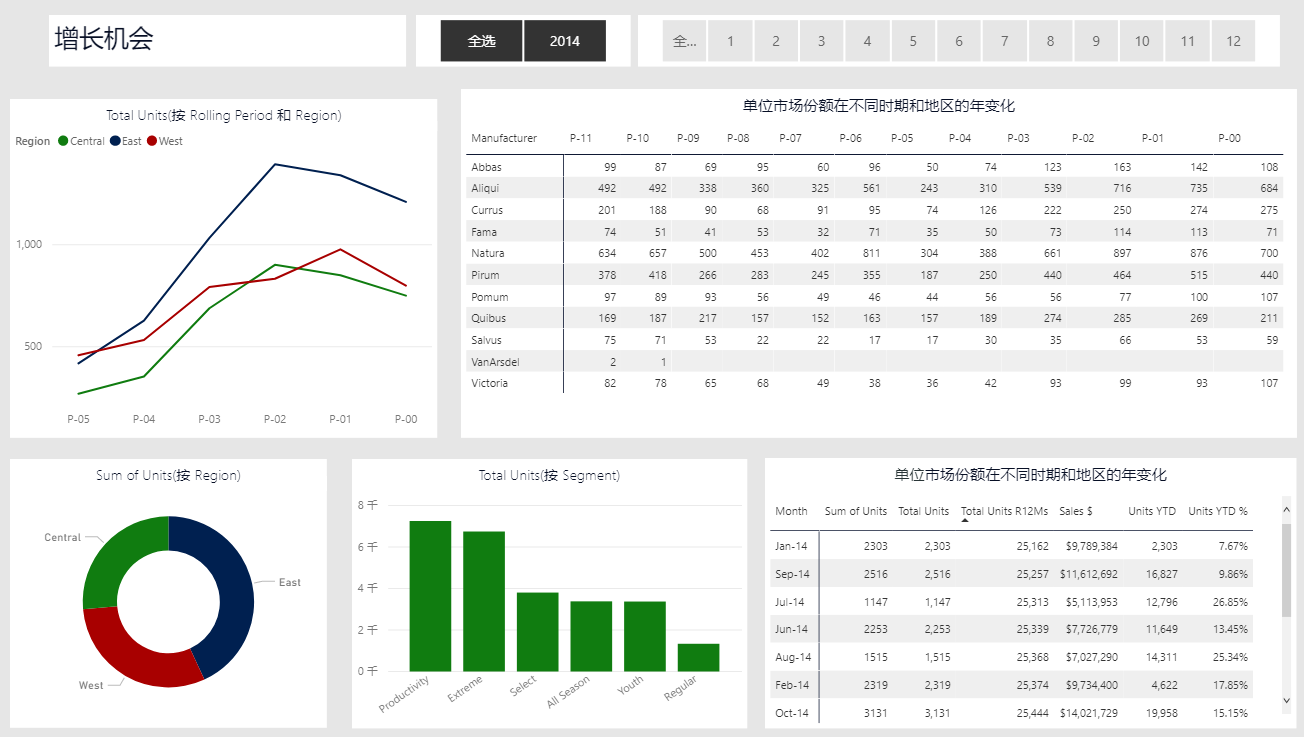 增长机会
全选 2014
全... 1 2 3 4 5 6 7 8 9 10 11 12
Total Units(按 Rolling Period 和 Region)
Region Central East West
1,000
500
P-05 P-04 P-03 P-02 P-01 P-00
单位市场份额在不同时期和地区的年变化
Manufacturer P-11 P-10 P-09 P-08 P-07 P-06 P-05 P-04 P-03 P-02 P-01 P-00
Abbas 99 87 69 95 60 96 50 74 123 163 142 108
Aliqui 492 492 338 360 325 561 243 310 539 716 735 684
Currus 201 188 90 68 91 95 74 126 222 250 274 275
Fama 74 51 41 53 32 71 35 50 73 114 113 71
Natura 634 657 500 453 402 811 304 388 661 897 876 700
Pirum 378 418 266 283 245 355 187 250 440 464 515 440
Pomum 97 89 93 56 49 46 44 56 56 77 100 107
Quibus 169 187 217 157 152 163 157 189 274 285 269 211
Salvus 75 71 53 22 22 17 17 30 35 66 53 59
VanArsdel 2 1
Victoria 82 78 65 68 49 38 36 42 93 99 93 107
Sum of Units(按 Region)
Central
East
West
Total Units(按 Segment)
8 千
6 千
4 千
2 千
0 千
Productivity Extreme Select All Season Youth Regular
单位市场份额在不同时期和地区的年变化
Month Sum of Units Total Units Total Units R12Ms Sales $ Units YTD Units YTD %
Jan-14 2303 2,303 25,162 $9,789,384 2,303 7.67%
Sep-14 2516 2,516 25,257 $11,612,692 16,827 9.86%
Jul-14 1147 1,147 25,313 $5,113,953 12,796 26.85%
Jun-14 2253 2,253 25,339 $7,726,779 11,649 13.45%
Aug-14 1515 1,515 25,368 $7,027,290 14,311 25.34%
Feb-14 2319 2,319 25,374 $9,734,400 4,622 17.85%
Oct-14 3131 3,131 25,444 $14,021,729 19,958 15.15%